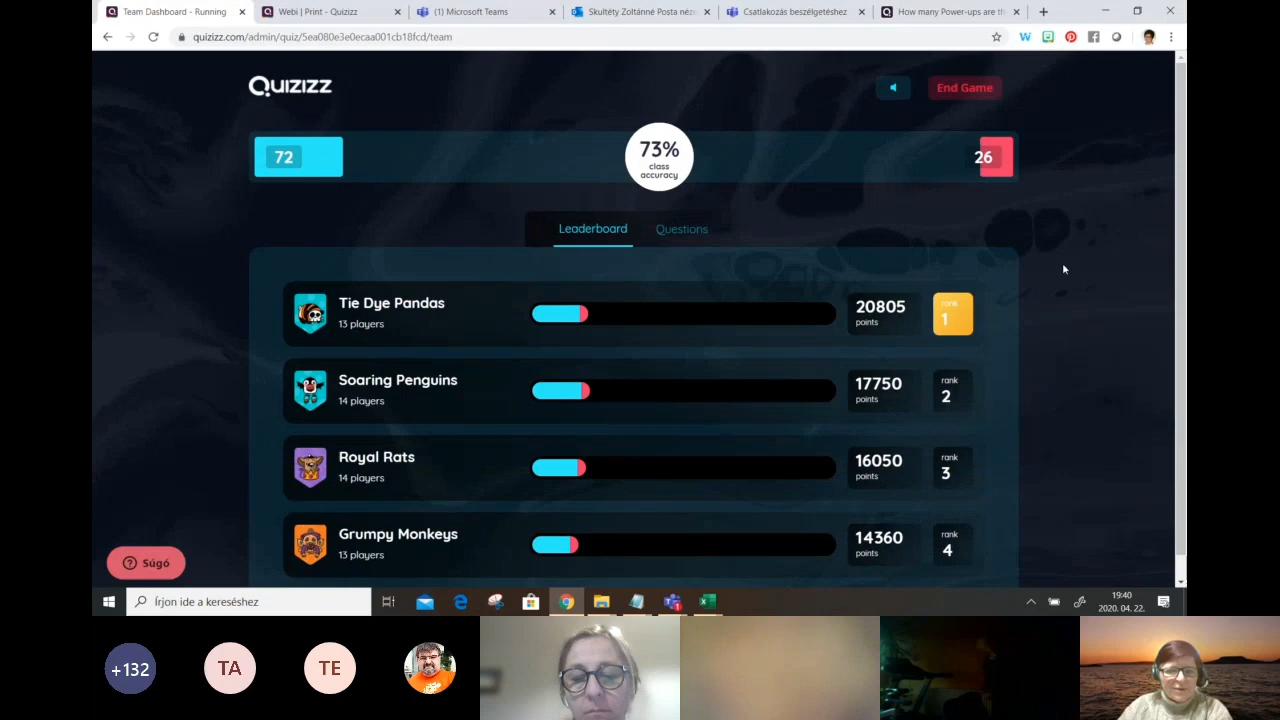 Team Dashboard - Running
Webi | Print - Quizizz
(1) Microsoft Teams
Skultéty Zoltánné Posta néze
Csatlakozás beszélgetéshez
How many Power-ups are th
quizizz.com/admin/quiz/5ea080e3e0ecaa001cb18fcd/team
QUIZIZZ
End Game
72
73%
class
accuracy
26
Leaderboard
Questions
Tie Dye Pandas
13 players
20805
points
rank
1
Soaring Penguins
14 players
17750
points
rank
2
Royal Rats
14 players
16050
points
rank
3
Grumpy Monkeys
13 players
14360
points
rank
4
Súgó
Írjon ide a kereséshez
19:40
2020. 04. 22.
+132
TA
TE